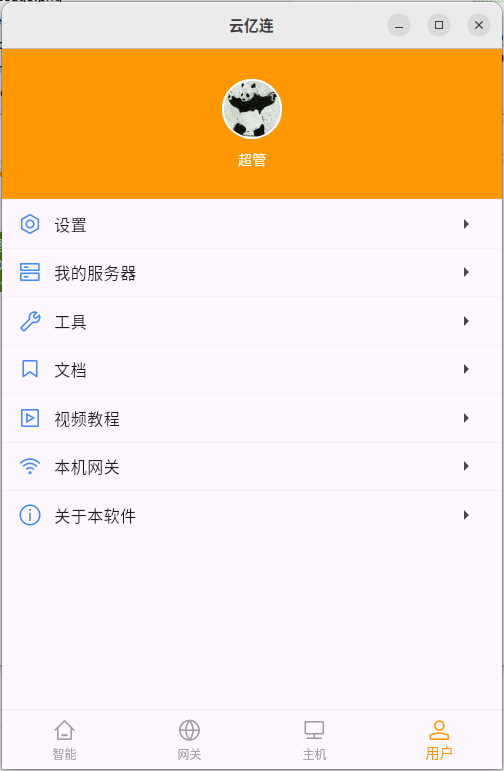 云亿连
超管
设置
我的服务器
工具
文档
视频教程
本机网关
关于本软件
智能
网关
主机
用户